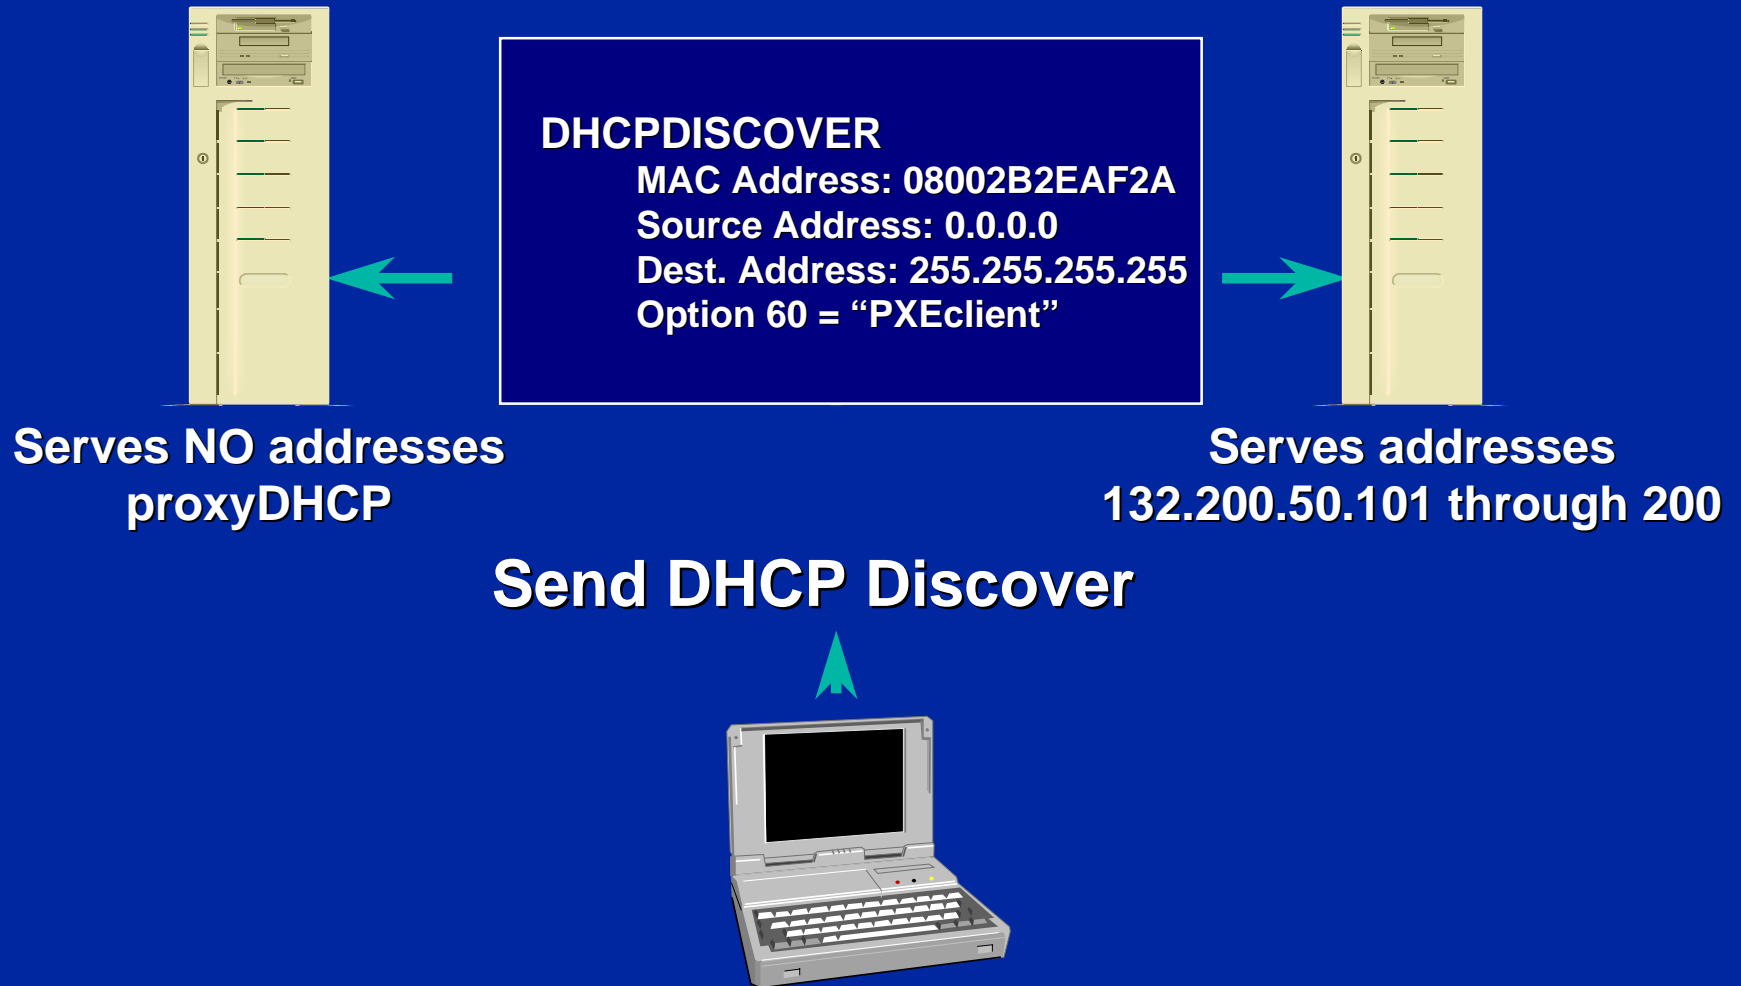 DHCPDISCOVER
MAC Address: 08002B2EAF2A
Source Address: 0.0.0.0
Dest. Address: 255.255.255.255
Option 60 = “PXEclient”
Serves NO addresses
proxyDHCP
Serves addresses
132.200.50.101 through 200
Send DHCP Discover